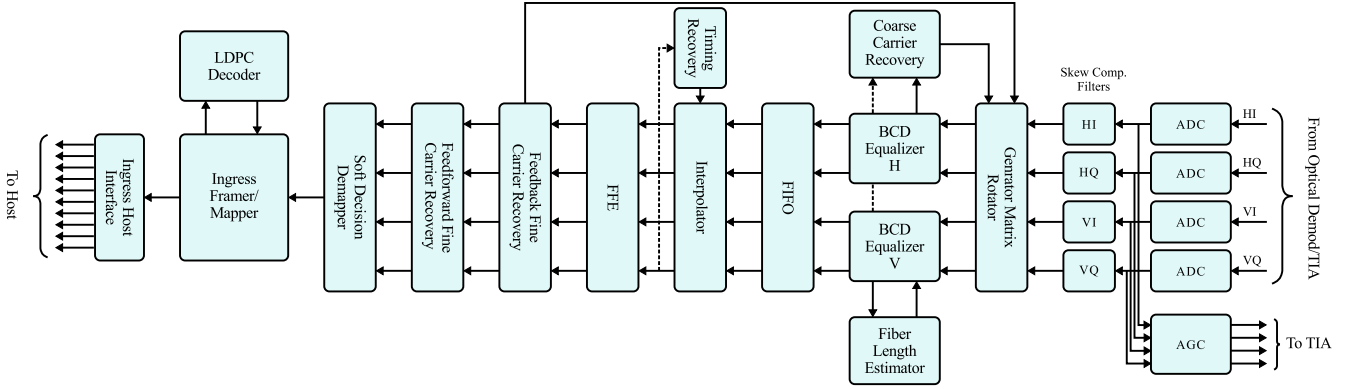 To Host
Ingress Host
Interface
LDPC
Decoder
Ingress
Framer/
Mapper
Soft Decision
Demapper
Feedforward Fine
Carrier Recovery
Feedback Fine
Carrier Recovery
FFE
Timing
Recovery
Interpolator
FIFO
Coarse
Carrier
Recovery
BCD
Equalizer
H
BCD
Equalizer
V
Fiber
Length
Estimator
Genrator Matrix
Rotator
Skew Comp.
Filters
HI
HQ
VI
VQ
ADC
ADC
ADC
ADC
AGC
HI
HQ
VI
VQ
From Optical Demod/TIA
To TIA